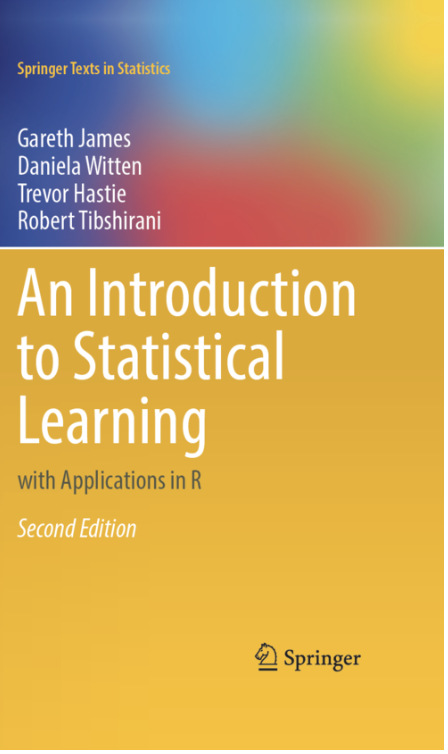 Springer Texts in Statistics
Gareth James
Daniela Witten
Trevor Hastie
Robert Tibshirani
An Introduction
to Statistical
Learning
with Applications in R
Second Edition
Springer